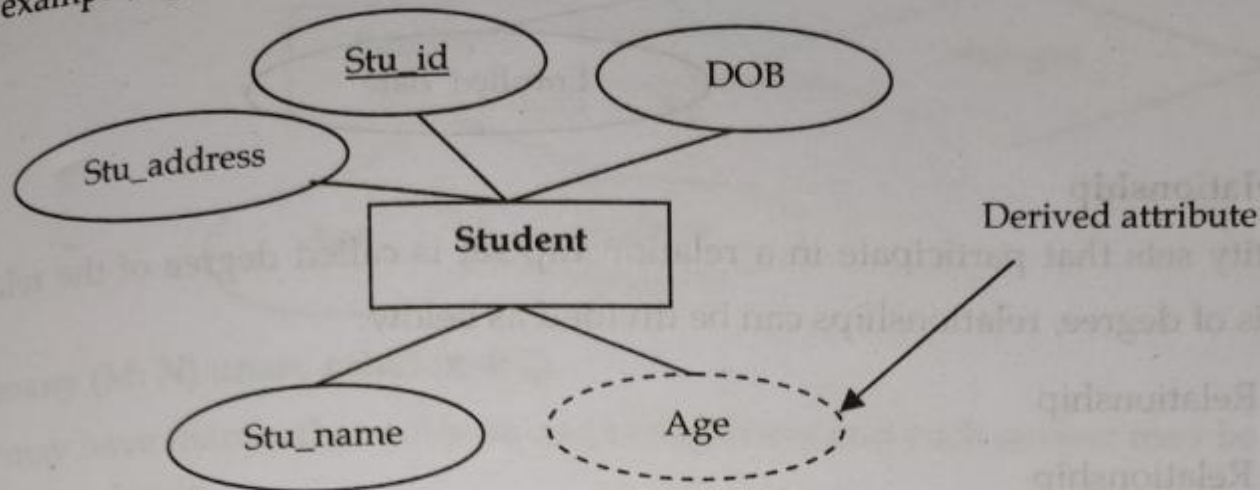 Stu_id
DOB
Stu_address
Derived attribute
Student
Stu_name
Age